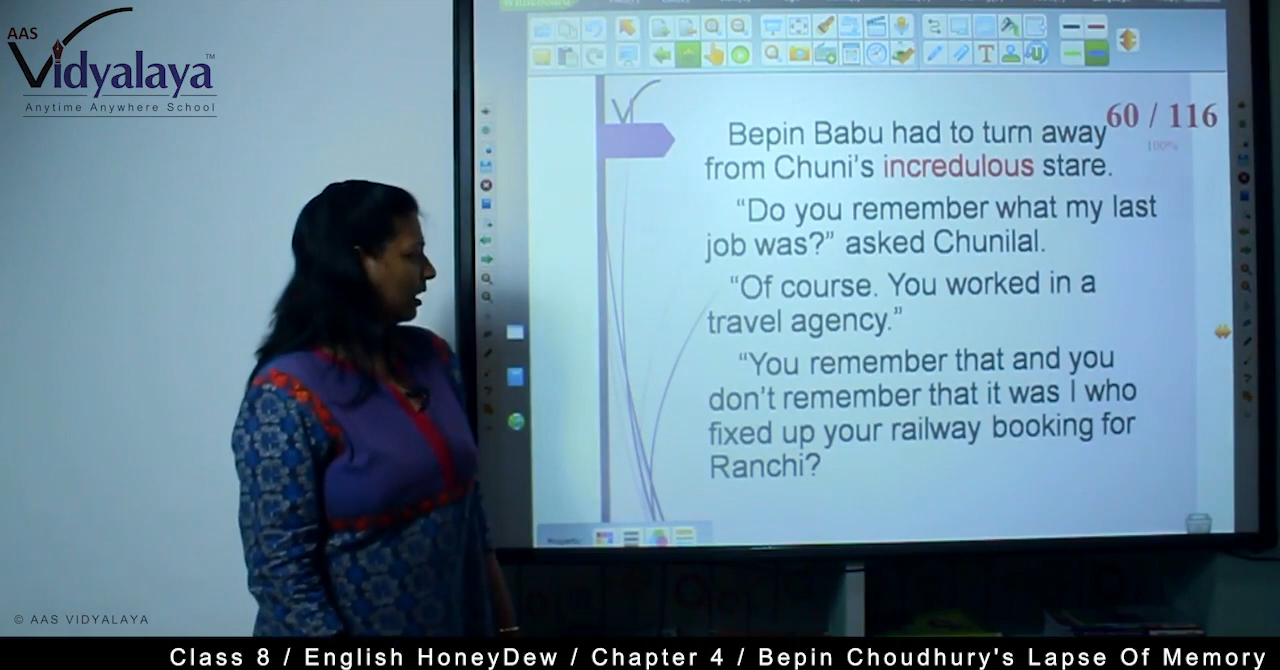 AAS
Vidyalaya™
Anytime Anywhere School
60 / 116
100%
Bepin Babu had to turn away
from Chuni’s incredulous stare.
“Do you remember what my last
job was?” asked Chunilal.
“Of course. You worked in a
travel agency.”
“You remember that and you
don’t remember that it was I who
fixed up your railway booking for
Ranchi?
© AAS VIDYALAYA
Class 8 / English HoneyDew / Chapter 4 / Bepin Choudhury's Lapse Of Memory